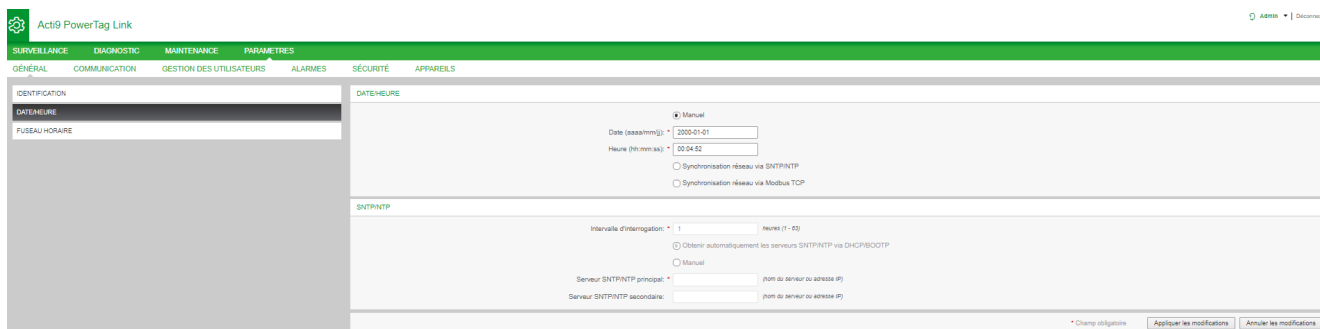 Acti9 PowerTag Link
Admin | Déconne
SURVEILLANCE DIAGNOSTIC MAINTENANCE PARAMETRES
GÉNÉRAL COMMUNICATION GESTION DES UTILISATEURS ALARMES SÉCURITÉ APPAREILS
IDENTIFICATION
DATE/HEURE
FUSEAU HORAIRE
DATE/HEURE
Manuel
Date (aaaa/mm/jj): * 2000-01-01
Heure (hh:mm:ss): * 00:04:52
Synchronisation réseau via SNTP/NTP
Synchronisation réseau via Modbus TCP
SNTP/NTP
Intervalle d'interrogation: * 1 heures (1 - 63)
Obtenir automatiquement les serveurs SNTP/NTP via DHCP/BOOTP
Manuel
Serveur SNTP/NTP principal: * (nom du serveur ou adresse IP)
Serveur SNTP/NTP secondaire: (nom du serveur ou adresse IP)
* Champ obligatoire Appliquer les modifications Annuler les modifications